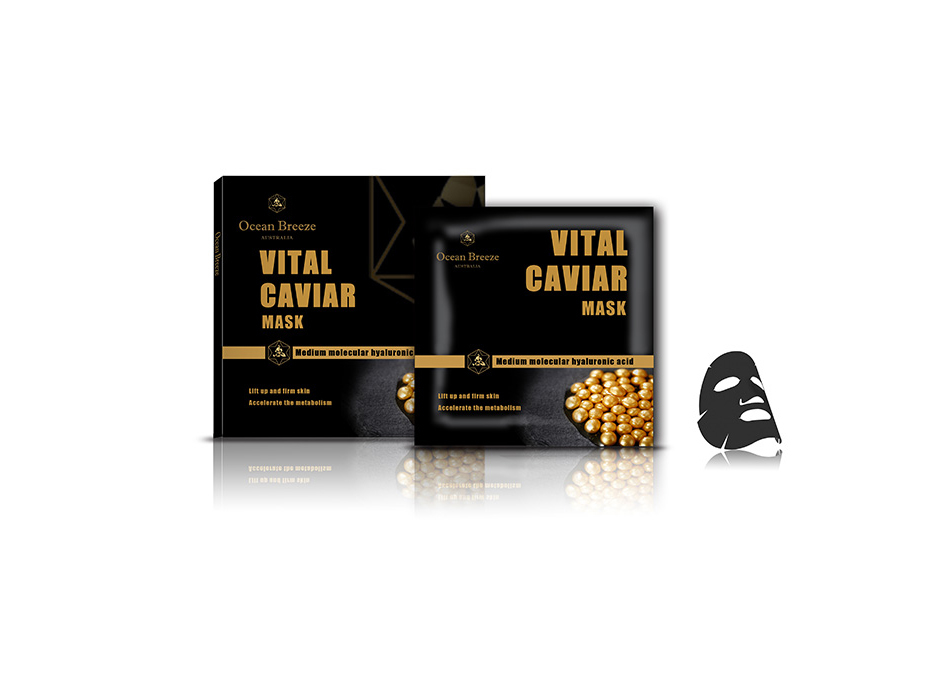 Ocean Breeze
AUSTRALIA
VITAL
CAVIAR
MASK
Medium molecular hyaluronic
Lift up and firm skin
Accelerate the metabolism
Ocean Breeze
Ocean Breeze
AUSTRALIA
VITAL
CAVIAR
MASK
Medium molecular hyaluronic acid
Lift up and firm skin
Accelerate the metabolism